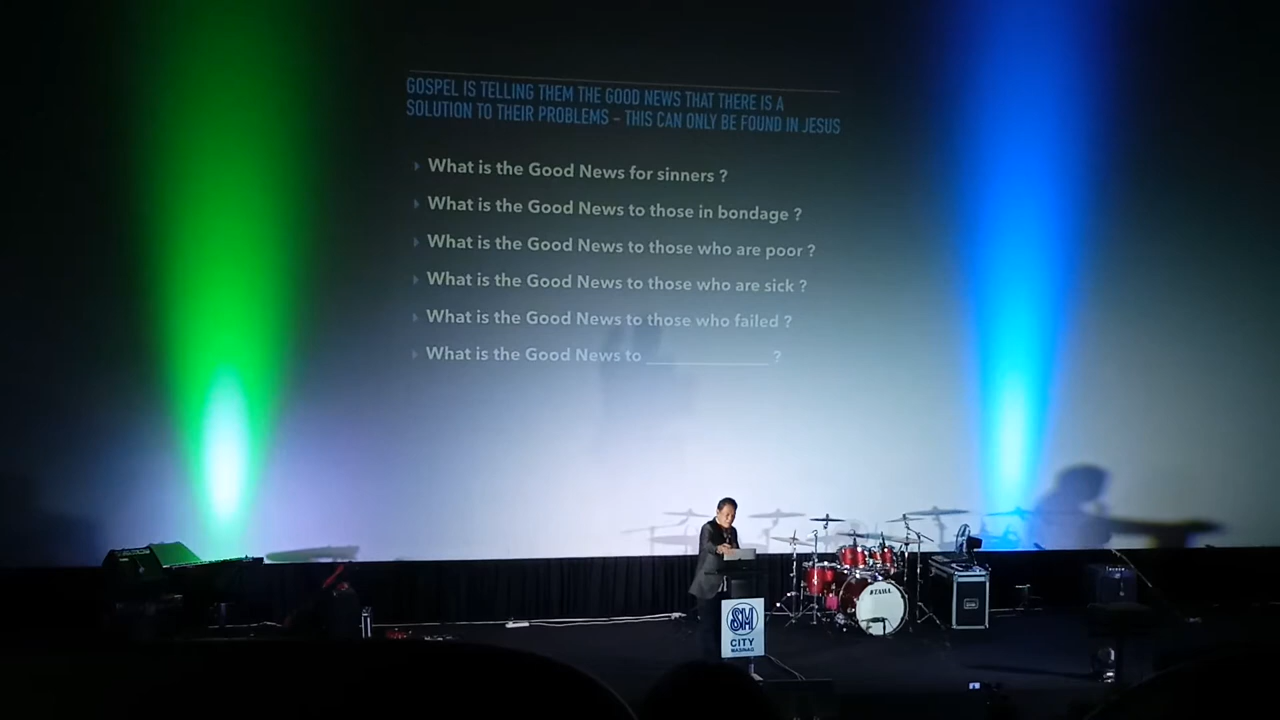 GOSPEL IS TELLING THEM THE GOOD NEWS THAT THERE IS A
SOLUTION TO THEIR PROBLEMS – THIS CAN ONLY BE FOUND IN JESUS
What is the Good News for sinners ?
What is the Good News to those in bondage ?
What is the Good News to those who are poor ?
What is the Good News to those who are sick ?
What is the Good News to those who failed ?
What is the Good News to ______________ ?
TAMA
SM
CITY
MASINAG